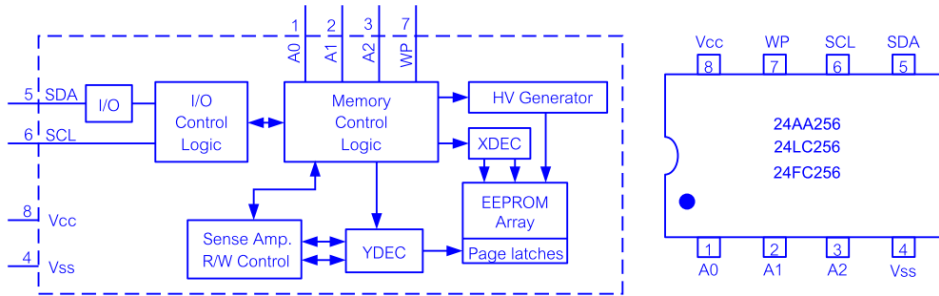 1 2 3 7
A0 A1 A2 WP
5 SDA
I/O
I/O
Control
Logic
6 SCL
Memory
Control
Logic
HV Generator
XDEC
EEPROM
Array
Page latches
8 Vcc
4 Vss
Sense Amp.
R/W Control
YDEC
Vcc WP SCL SDA
8 7 6 5
24AA256
24LC256
24FC256
1 2 3 4
A0 A1 A2 Vss